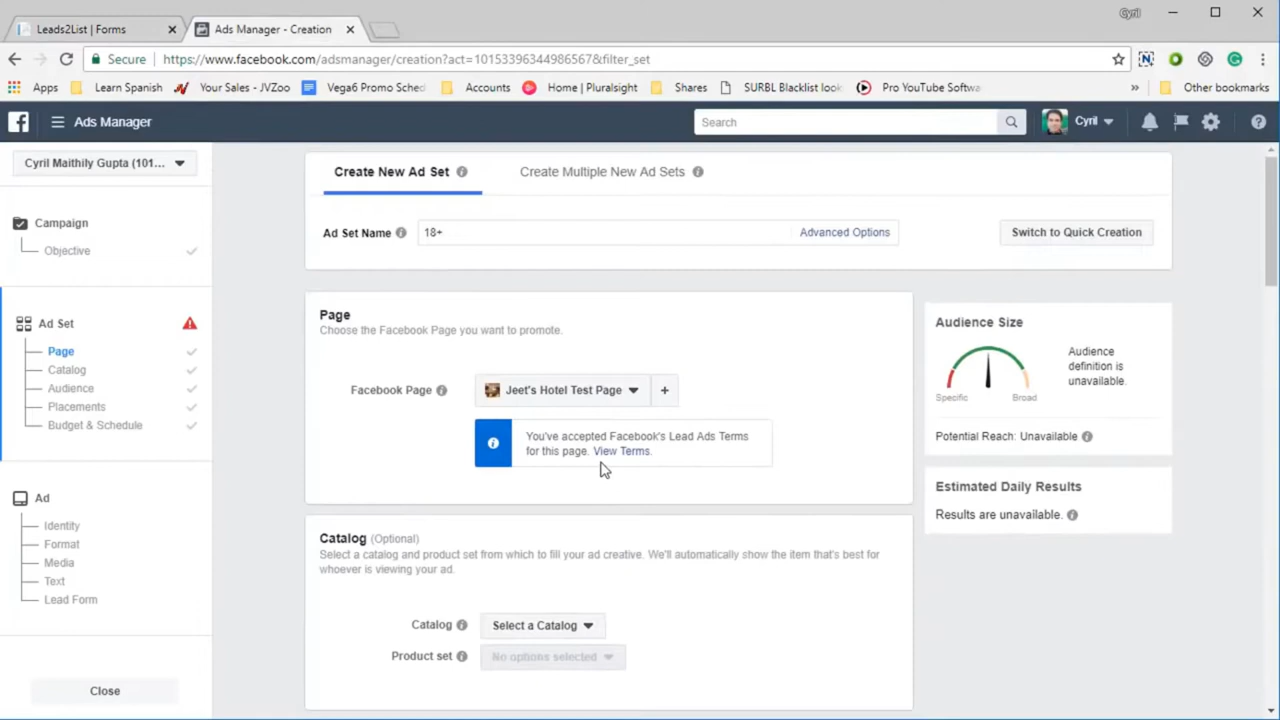 Leads2List | Forms
Ads Manager - Creation
Cyril
Secure
https://www.facebook.com/adsmanager/creation?act=10153396344986567&filter_set
Apps
Learn Spanish
Your Sales - JVZoo
Vega6 Promo Sched
Accounts
Home | Pluralsight
Shares
SURBL Blacklist look
Pro YouTube Softwa
»
Other bookmarks
Ads Manager
Search
Cyril
Cyril Maithily Gupta (101...
Campaign
Objective
Ad Set
Page
Catalog
Audience
Placements
Budget & Schedule
Ad
Identity
Format
Media
Text
Lead Form
Close
Create New Ad Set
Create Multiple New Ad Sets
Ad Set Name
18+
Advanced Options
Switch to Quick Creation
Page
Choose the Facebook Page you want to promote.
Facebook Page
Jeet's Hotel Test Page
+
You've accepted Facebook's Lead Ads Terms
for this page. View Terms.
Catalog (Optional)
Select a catalog and product set from which to fill your ad creative. We'll automatically show the item that's best for
whoever is viewing your ad.
Catalog
Select a Catalog
Product set
No options selected
Audience Size
Audience
definition is
unavailable.
Specific
Broad
Potential Reach: Unavailable
Estimated Daily Results
Results are unavailable.